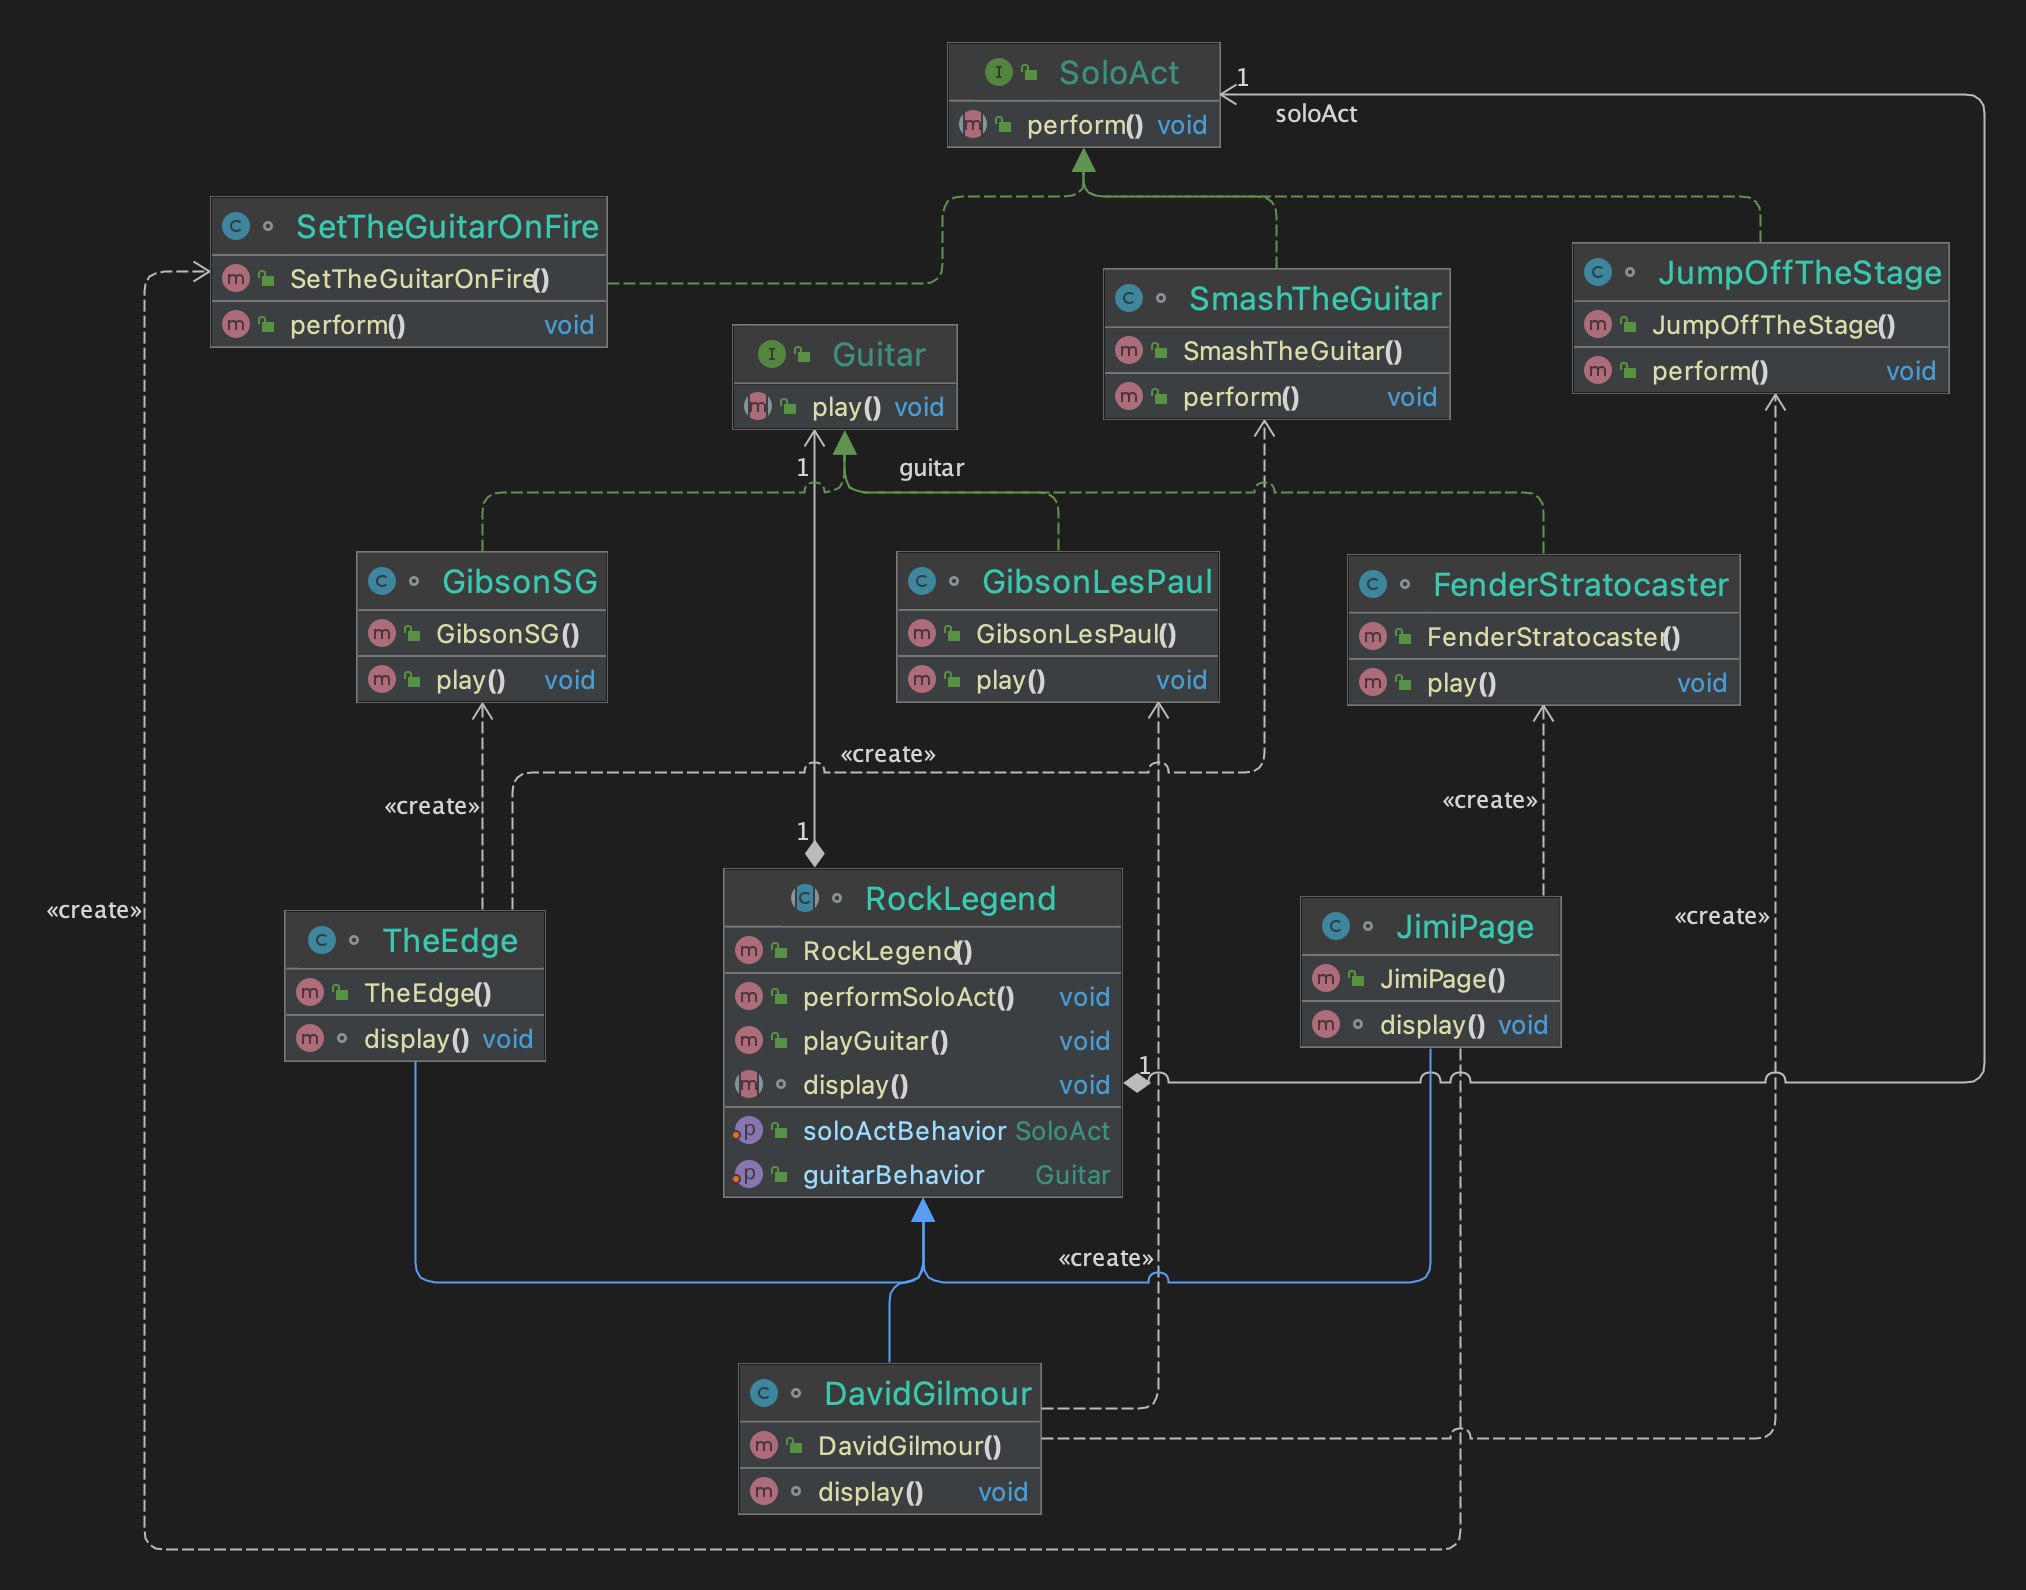 SoloAct
perform() void
1
soloAct
SetTheGuitarOnFire
SetTheGuitarOnFire()
perform() void
SmashTheGuitar
SmashTheGuitar()
perform() void
JumpOffTheStage
JumpOffTheStage()
perform() void
Guitar
play() void
1
guitar
GibsonSG
GibsonSG()
play() void
GibsonLesPaul
GibsonLesPaul()
play() void
FenderStratocaster
FenderStratocaster()
play() void
«create»
«create»
«create»
1
«create»
«create»
TheEdge
TheEdge()
display() void
RockLegend
RockLegend()
performSoloAct() void
playGuitar() void
display() void
soloActBehavior SoloAct
guitarBehavior Guitar
1
JimiPage
JimiPage()
display() void
«create»
DavidGilmour
DavidGilmour()
display() void